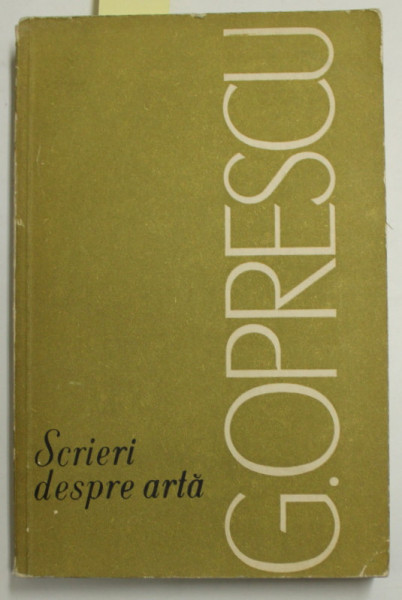 G. OPRESCU
Scrieri
despre artă